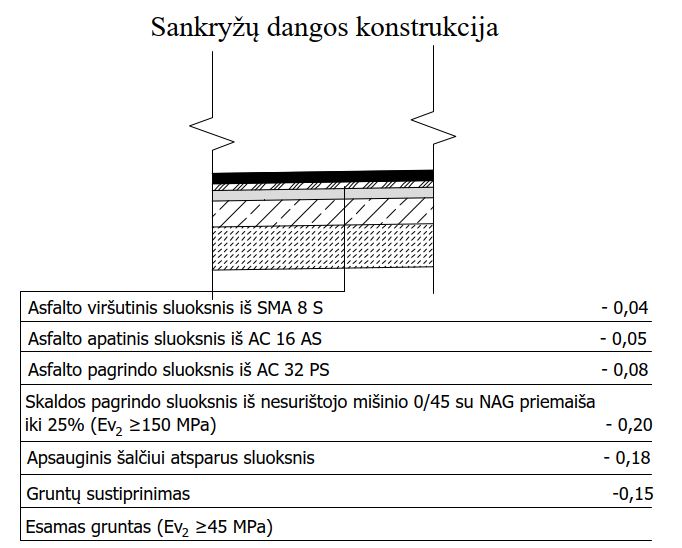 Sankryžų dangos konstrukcija
Asfalto viršutinis sluoksnis iš SMA 8 S - 0,04
Asfalto apatinis sluoksnis iš AC 16 AS - 0,05
Asfalto pagrindo sluoksnis iš AC 32 PS - 0,08
Skaldos pagrindo sluoksnis iš nesurištojo mišinio 0/45 su NAG priemaiša
iki 25% (Ev2 ≥150 MPa) - 0,20
Apsauginis šalčiui atsparus sluoksnis - 0,18
Gruntų sustiprinimas -0,15
Esamas gruntas (Ev2 ≥45 MPa)